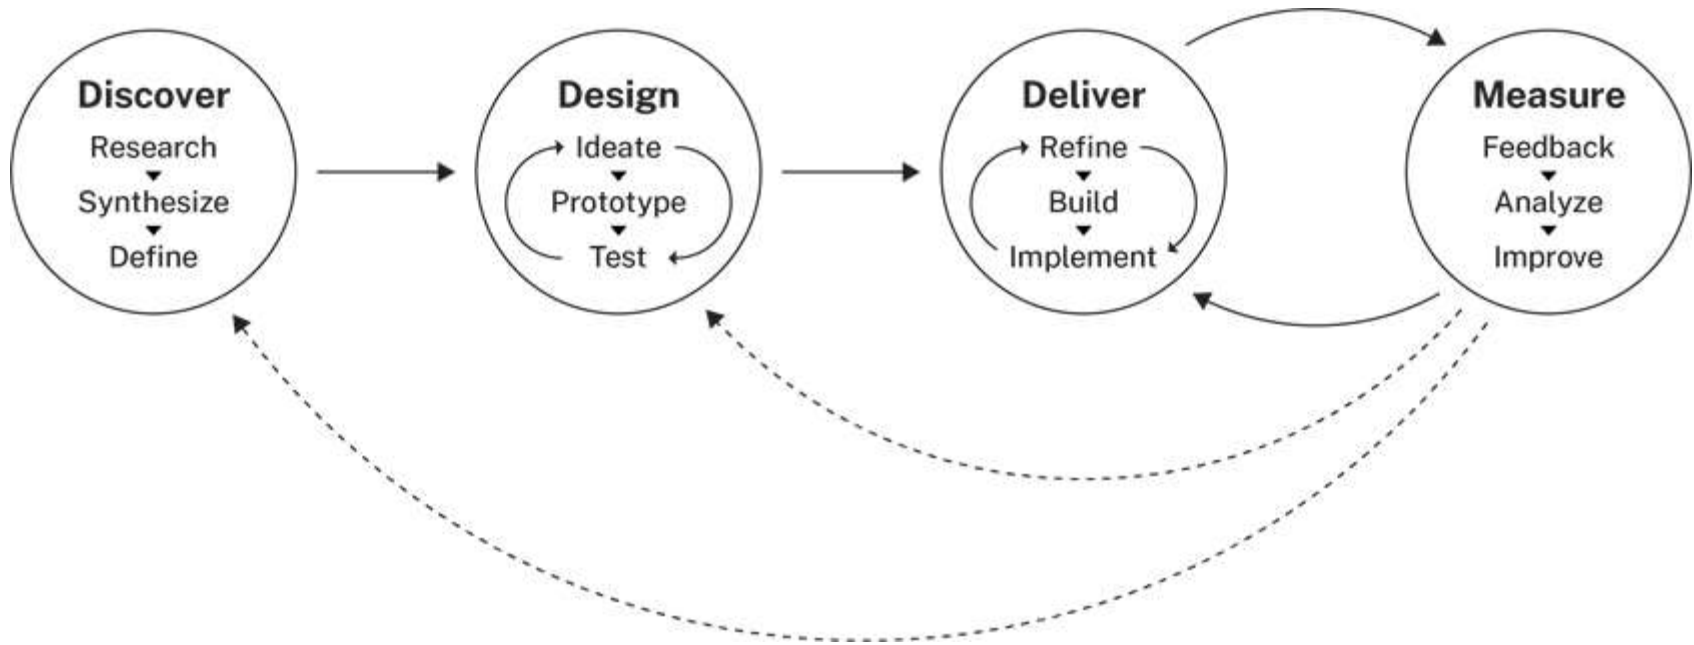 Discover
Research
Synthesize
Define
Design
Ideate
Prototype
Test
Deliver
Refine
Build
Implement
Measure
Feedback
Analyze
Improve